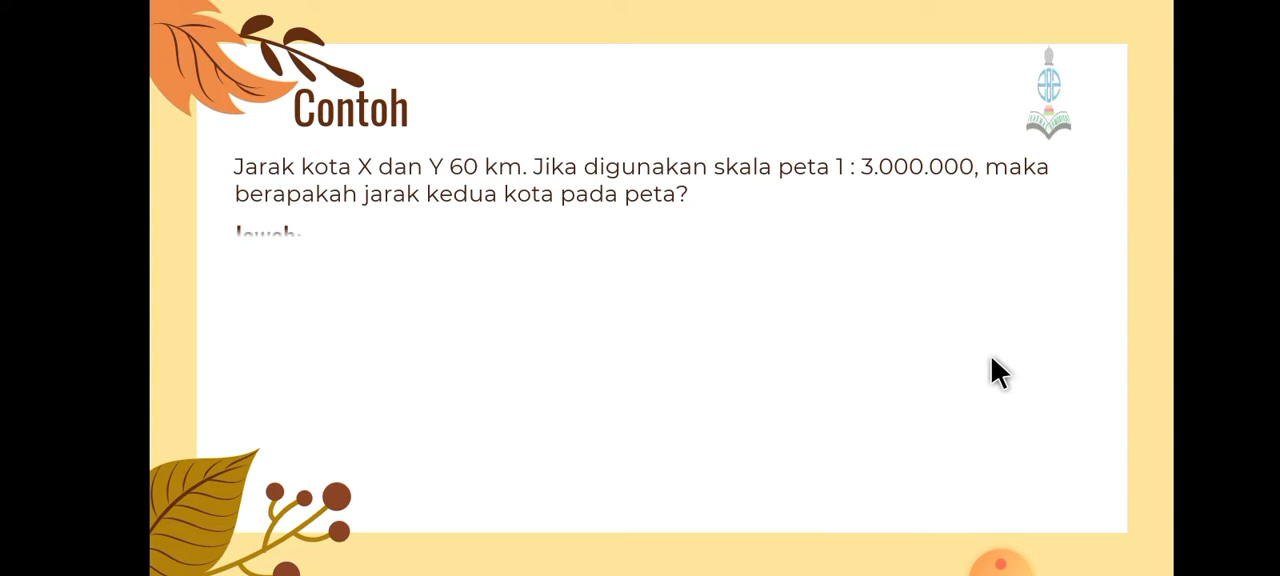 Contoh
Jarak kota X dan Y 60 km. Jika digunakan skala peta 1 : 3.000.000, maka
berapakah jarak kedua kota pada peta?